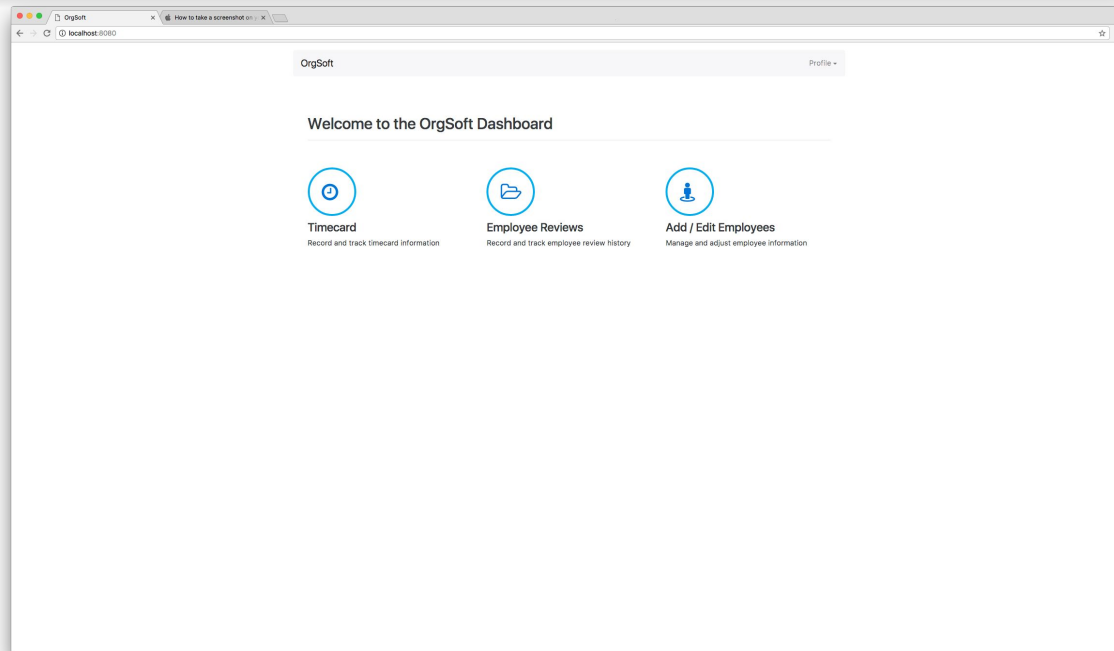 OrgSoft
How to take a screenshot on y
localhost:8080
OrgSoft
Profile
Welcome to the OrgSoft Dashboard
Timecard
Employee Reviews
Add / Edit Employees
Record and track timecard information
Record and track employee review history
Manage and adjust employee information